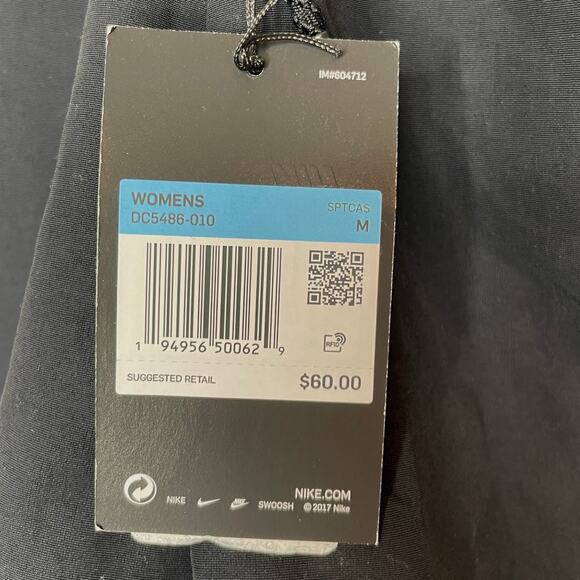 IM#604712
WOMENS
DC5486-010
SPTCAS
M
1 94956 50062 9
RFID
SUGGESTED RETAIL $60.00
NIKE.COM
NIKE SWOOSH © 2017 Nike